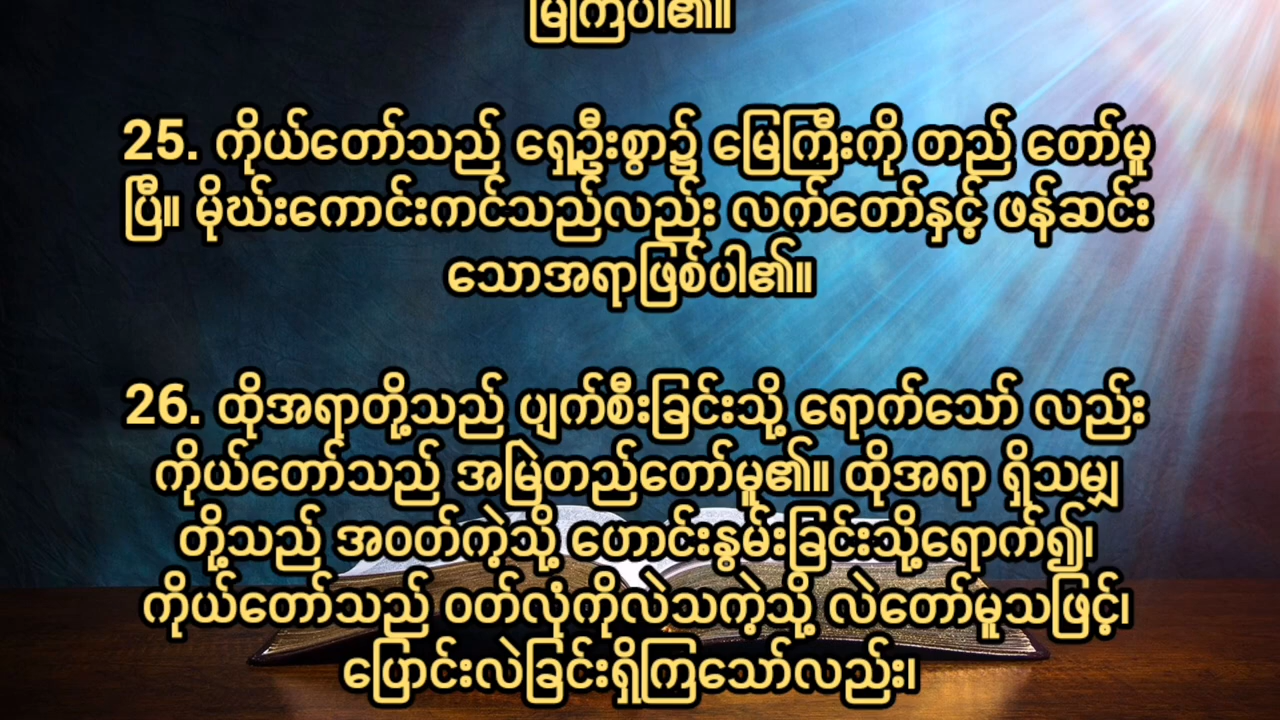 မြဲကြပါ၏။
25. ကိုယ်တော်သည် ရှေ့ဦးစွာ၌ မြေကြီးကို တည် တော်မူ
ပြီ။ မိုဃ်းကောင်းကင်သည်လည်း လက်တော်နှင့် ဖန်ဆင်း
သောအရာဖြစ်ပါ၏။
26. ထိုအရာတို့သည် ပျက်စီးခြင်းသို့ ရောက်သော် လည်း
ကိုယ်တော်သည် အမြဲတည်တော်မူ၏။ ထိုအရာ ရှိသမျှ
တို့သည် အဝတ်ကဲ့သို့ ဟောင်းနွမ်းခြင်းသို့ရောက်၍၊
ကိုယ်တော်သည် ဝတ်လုံကိုလဲသကဲ့သို့ လဲတော်မူသဖြင့်၊
ပြောင်းလဲခြင်းရှိကြသော်လည်း၊